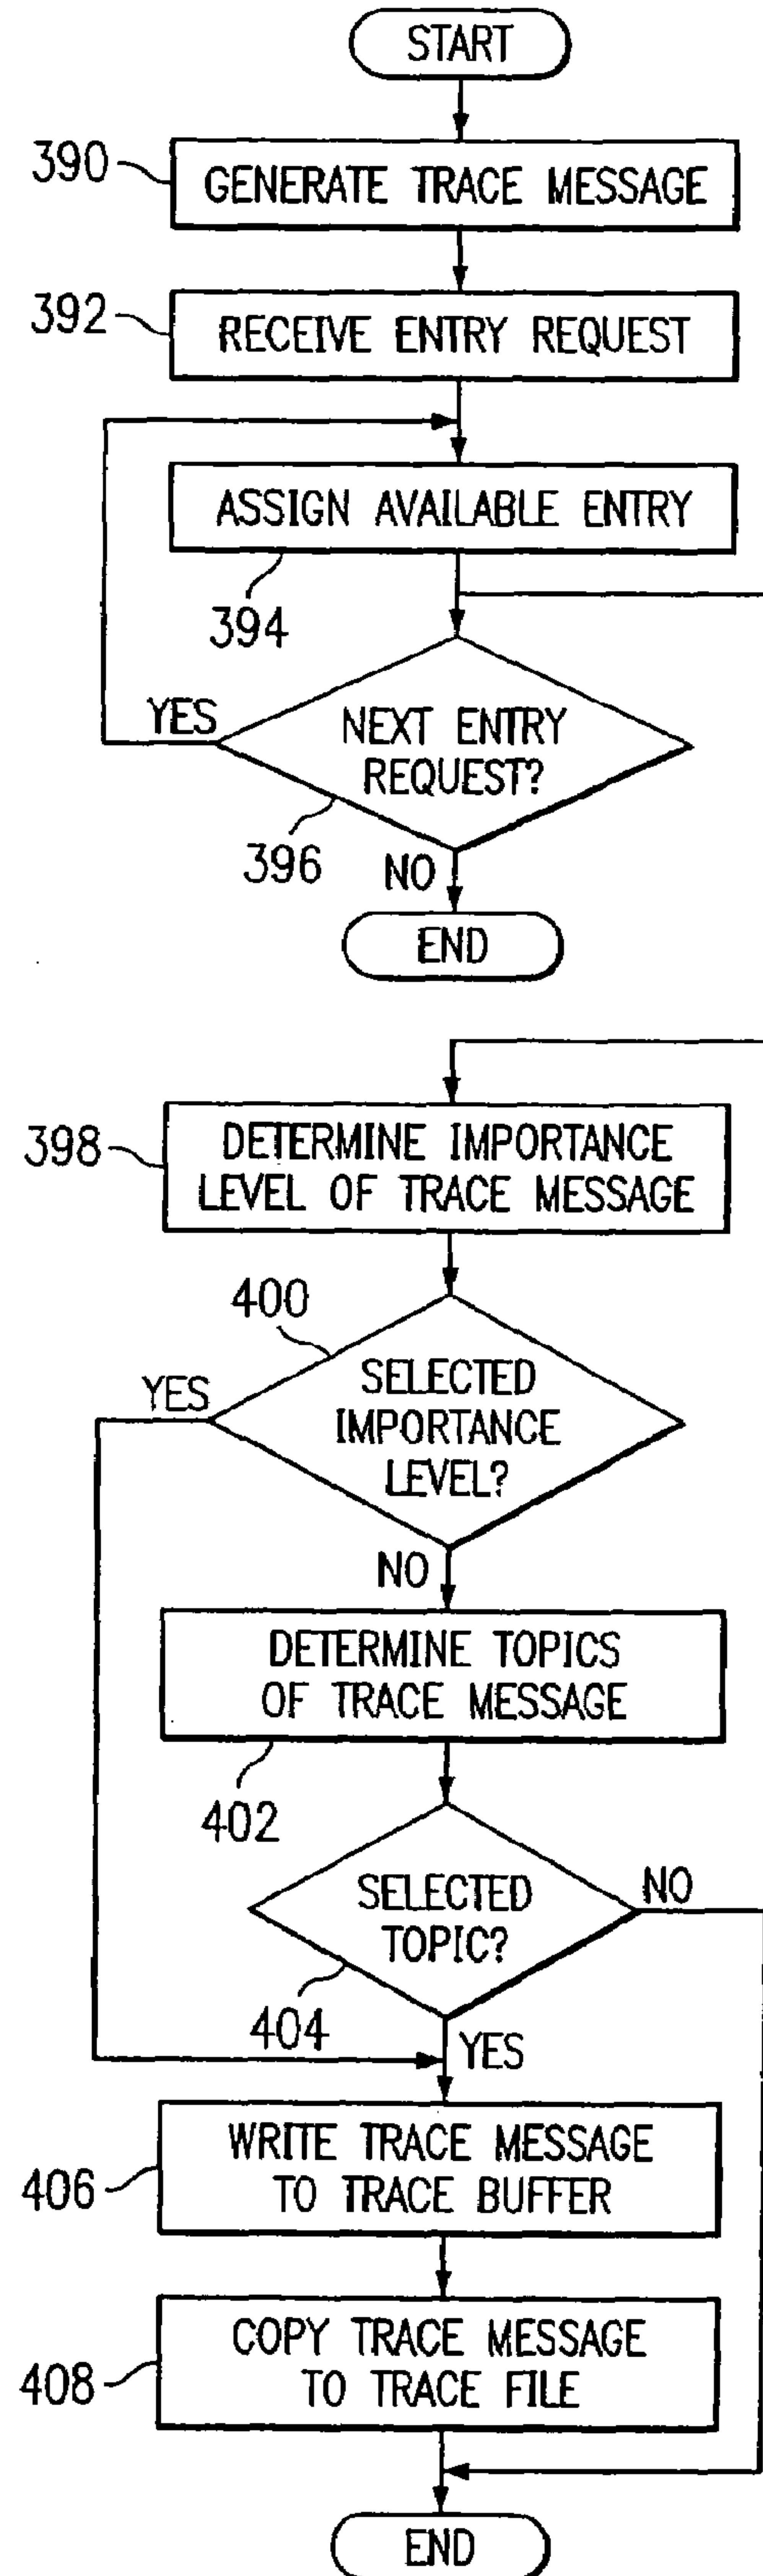 START
390
GENERATE TRACE MESSAGE
392
RECEIVE ENTRY REQUEST
ASSIGN AVAILABLE ENTRY
394
YES
NEXT ENTRY
REQUEST?
396
NO
END
398
DETERMINE IMPORTANCE
LEVEL OF TRACE MESSAGE
400
YES
SELECTED
IMPORTANCE
LEVEL?
NO
DETERMINE TOPICS
OF TRACE MESSAGE
402
SELECTED
TOPIC?
NO
404
YES
406
WRITE TRACE MESSAGE
TO TRACE BUFFER
408
COPY TRACE MESSAGE
TO TRACE FILE
END